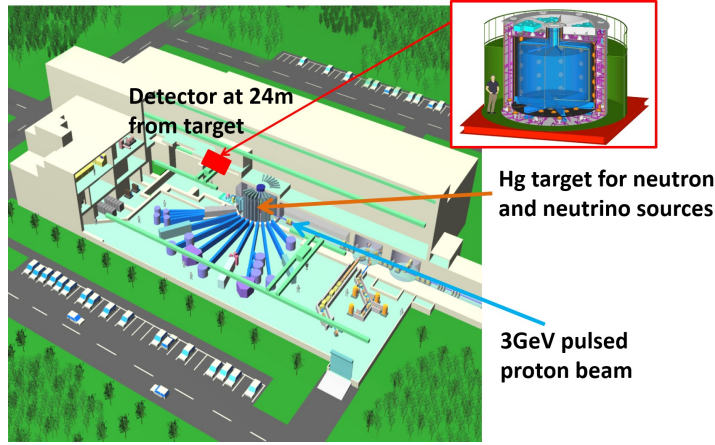 Detector at 24m
from target
Hg target for neutron
and neutrino sources
3GeV pulsed
proton beam